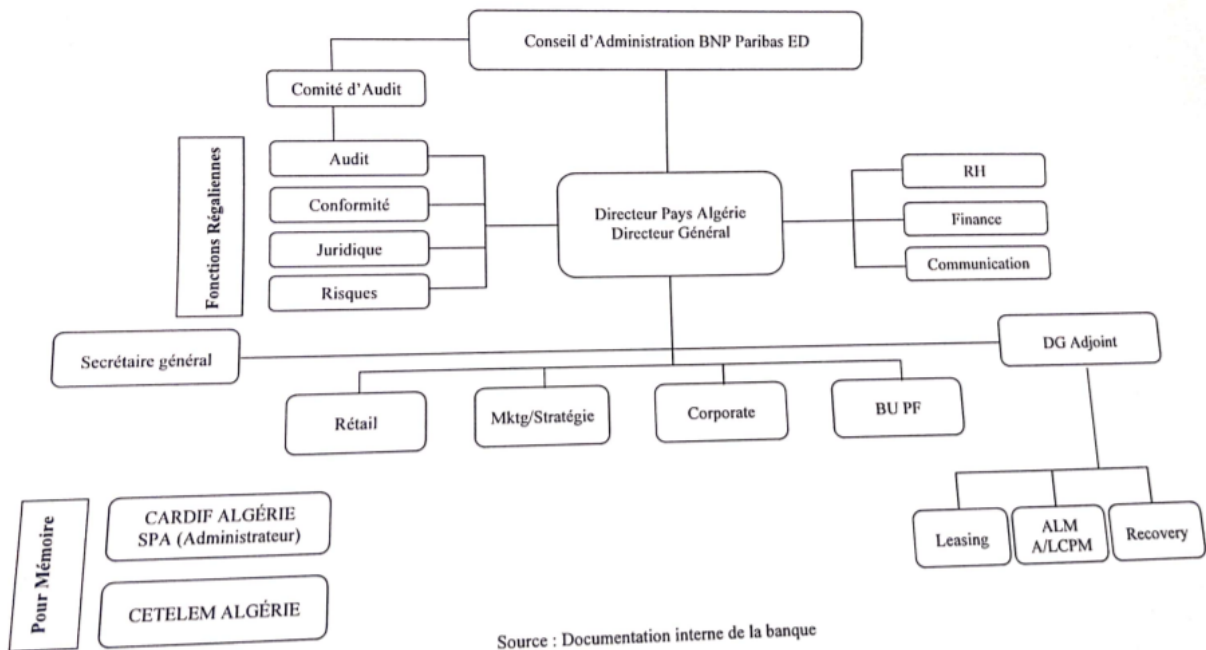 Conseil d'Administration BNP Paribas ED
Comité d'Audit
Fonctions Régaliennes
Audit
Conformité
Juridique
Risques
Directeur Pays Algérie
Directeur Général
RH
Finance
Communication
Secrétaire général
DG Adjoint
Rétail
Mktg/Stratégie
Corporate
BU PF
Leasing
ALM
A/LCPM
Recovery
Pour Mémoire
CARDIF ALGÉRIE
SPA (Administrateur)
CETELEM ALGÉRIE
Source : Documentation interne de la banque